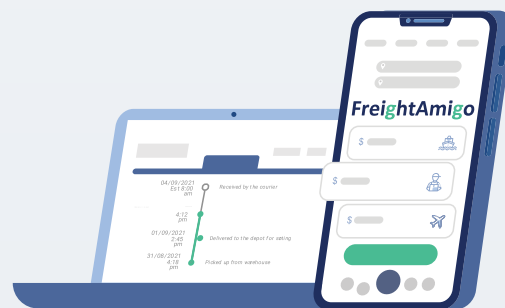 FreightAmigo
$
$
$
04/09/2021
Est 8:00
am
Received by the courier
4:12
pm
01/09/2021
2:45
pm
Delivered to the depot for sailing
31/08/2021
4:18
pm
Picked up from warehouse